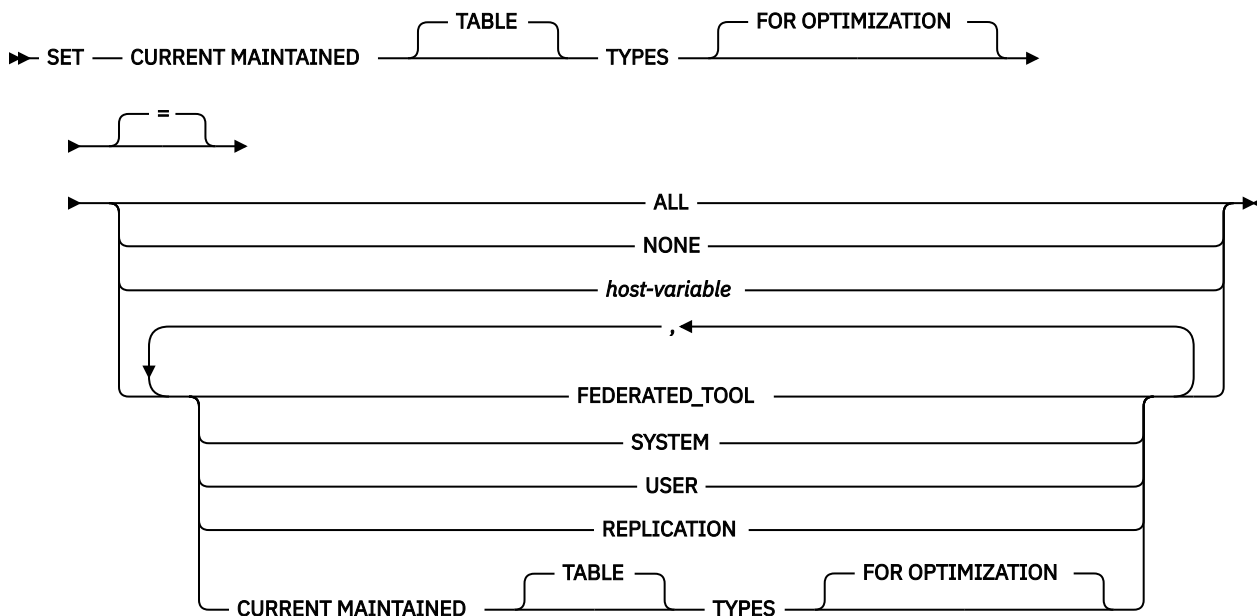 TABLE FOR OPTIMIZATION
SET CURRENT MAINTAINED TYPES
=
ALL
NONE
host-variable
,
FEDERATED_TOOL
SYSTEM
USER
REPLICATION
TABLE FOR OPTIMIZATION
CURRENT MAINTAINED TYPES